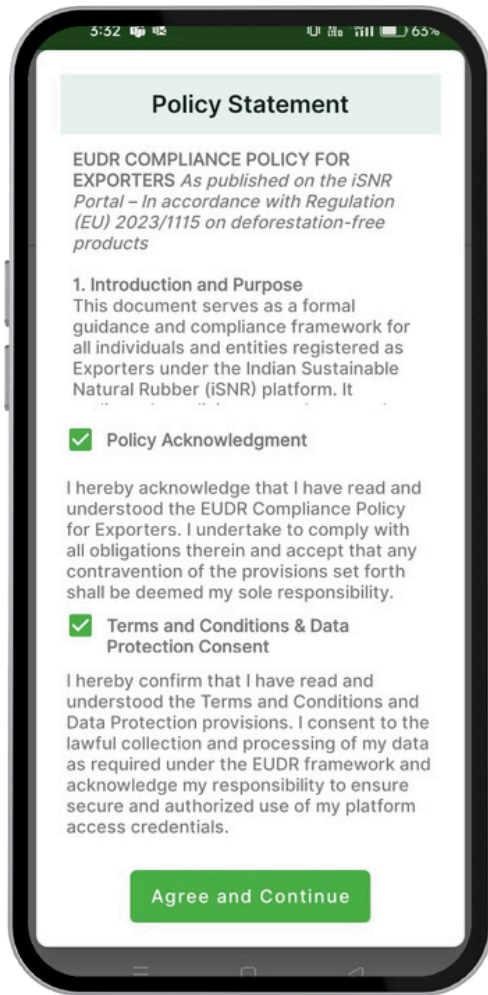 3:32 63%
Policy Statement
EUDR COMPLIANCE POLICY FOR
EXPORTERS As published on the iSNR
Portal – In accordance with Regulation
(EU) 2023/1115 on deforestation-free
products
1. Introduction and Purpose
This document serves as a formal
guidance and compliance framework for
all individuals and entities registered as
Exporters under the Indian Sustainable
Natural Rubber (iSNR) platform. It
Policy Acknowledgment
I hereby acknowledge that I have read and
understood the EUDR Compliance Policy
for Exporters. I undertake to comply with
all obligations therein and accept that any
contravention of the provisions set forth
shall be deemed my sole responsibility.
Terms and Conditions & Data
Protection Consent
I hereby confirm that I have read and
understood the Terms and Conditions and
Data Protection provisions. I consent to the
lawful collection and processing of my data
as required under the EUDR framework and
acknowledge my responsibility to ensure
secure and authorized use of my platform
access credentials.
Agree and Continue